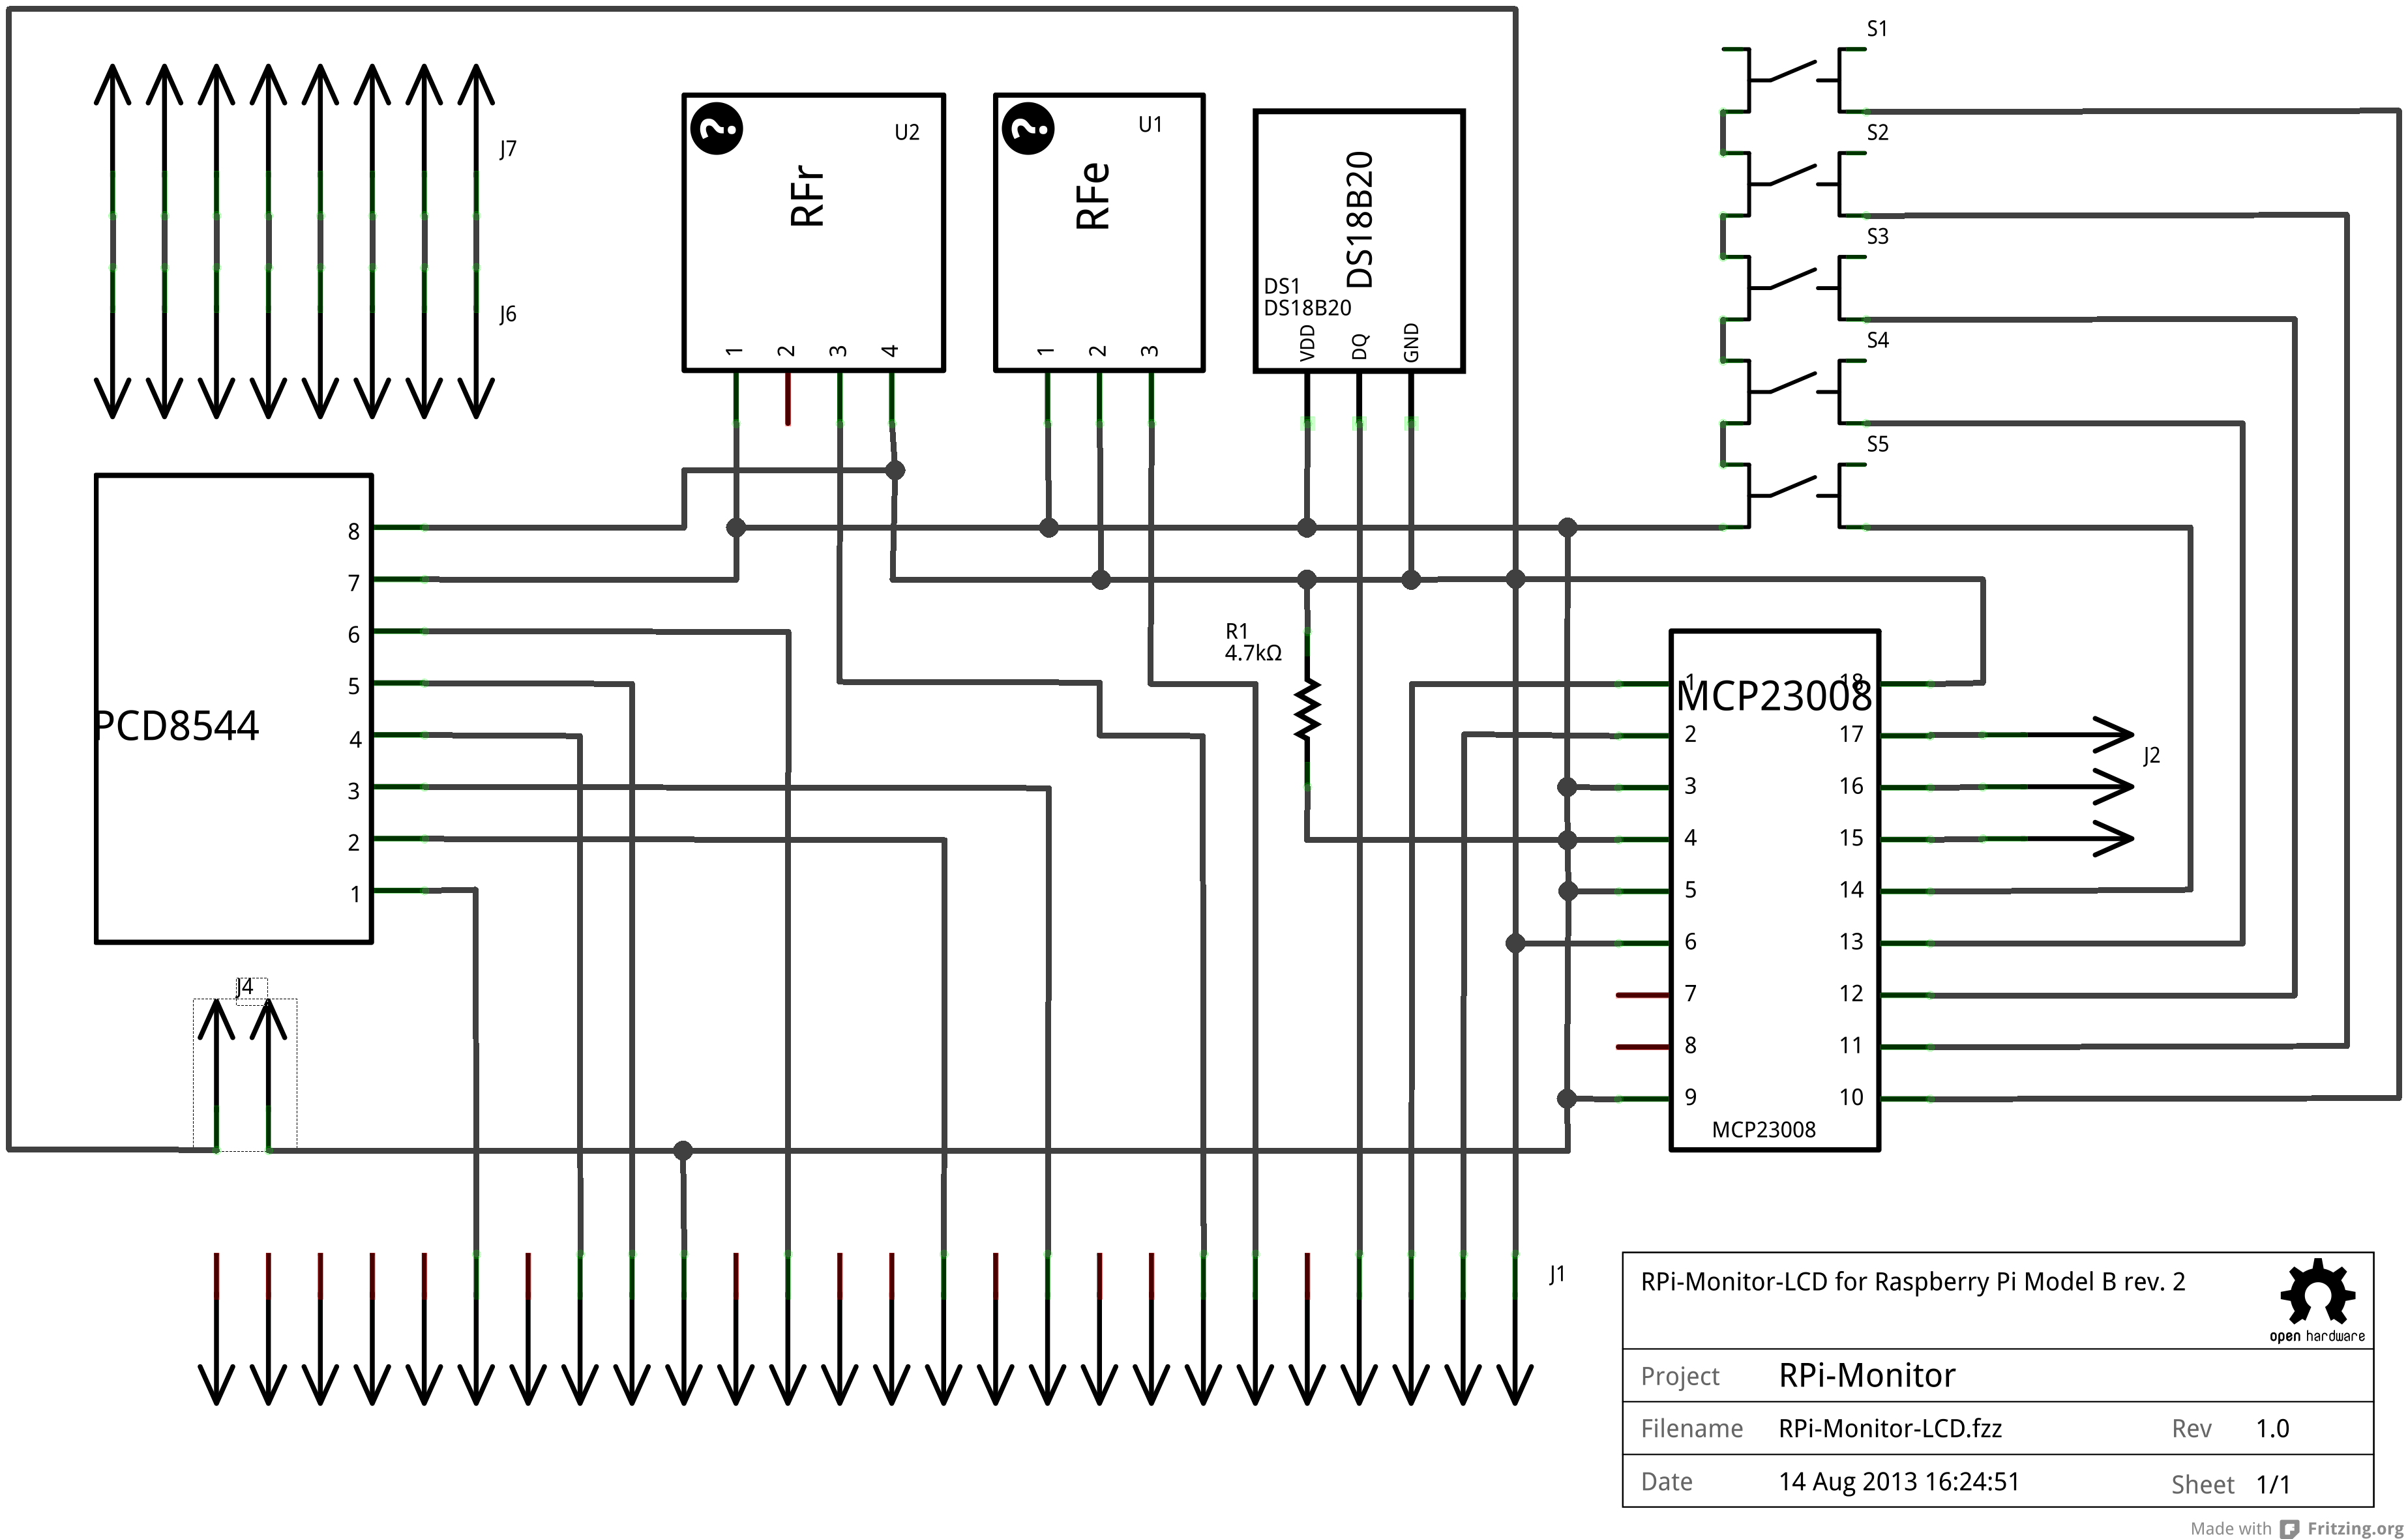 S1
S2
S3
S4
S5
J7
J6
U2
RFr
1
2
3
4
U1
RFe
1
2
3
DS18B20
DS1
DS18B20
VDD
DQ
GND
PCD8544
8
7
6
5
4
3
2
1
R1
4.7kΩ
MCP23008
1
2
3
4
5
6
7
8
9
18
17
16
15
14
13
12
11
10
MCP23008
J2
J4
J1
RPi-Monitor-LCD for Raspberry Pi Model B rev. 2
open hardware
Project RPi-Monitor
Filename RPi-Monitor-LCD.fzz Rev 1.0
Date 14 Aug 2013 16:24:51 Sheet 1/1
Made with Fritzing.org